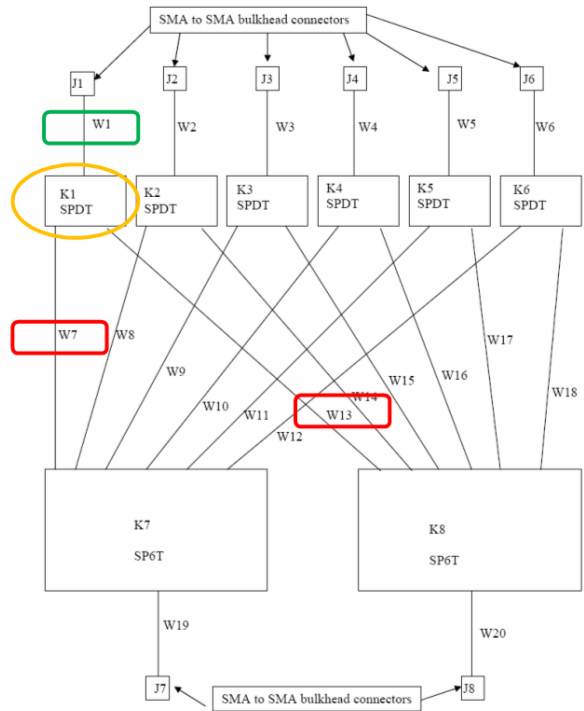 SMA to SMA bulkhead connectors
J1
J2
J3
J4
J5
J6
W1
W2
W3
W4
W5
W6
K1
SPDT
K2
SPDT
K3
SPDT
K4
SPDT
K5
SPDT
K6
SPDT
W7
W8
W9
W10
W11
W12
W13
W14
W15
W16
W17
W18
K7
SP6T
K8
SP6T
W19
W20
J7
J8
SMA to SMA bulkhead connectors